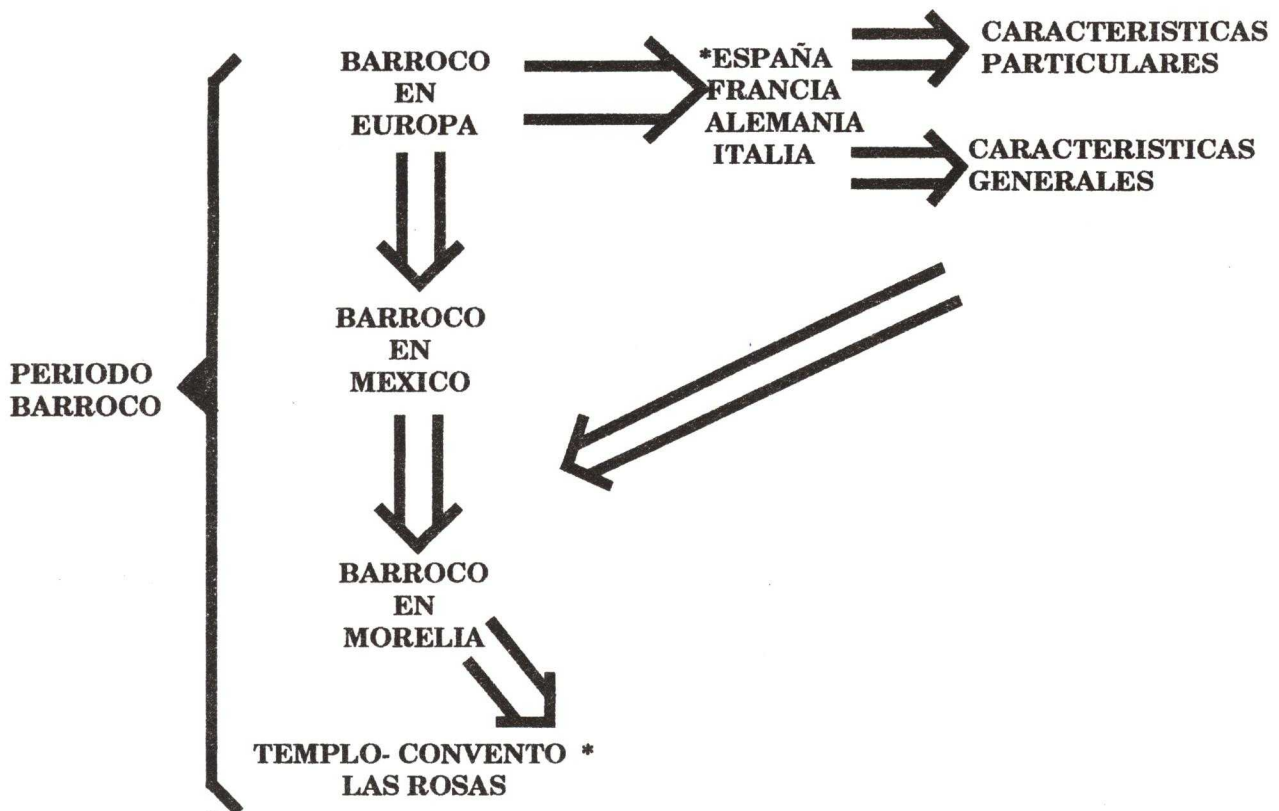 PERIODO
BARROCO
BARROCO
EN
EUROPA
*ESPAÑA
FRANCIA
ALEMANIA
ITALIA
CARACTERISTICAS
PARTICULARES
CARACTERISTICAS
GENERALES
BARROCO
EN
MEXICO
BARROCO
EN
MORELIA
TEMPLO- CONVENTO *
LAS ROSAS